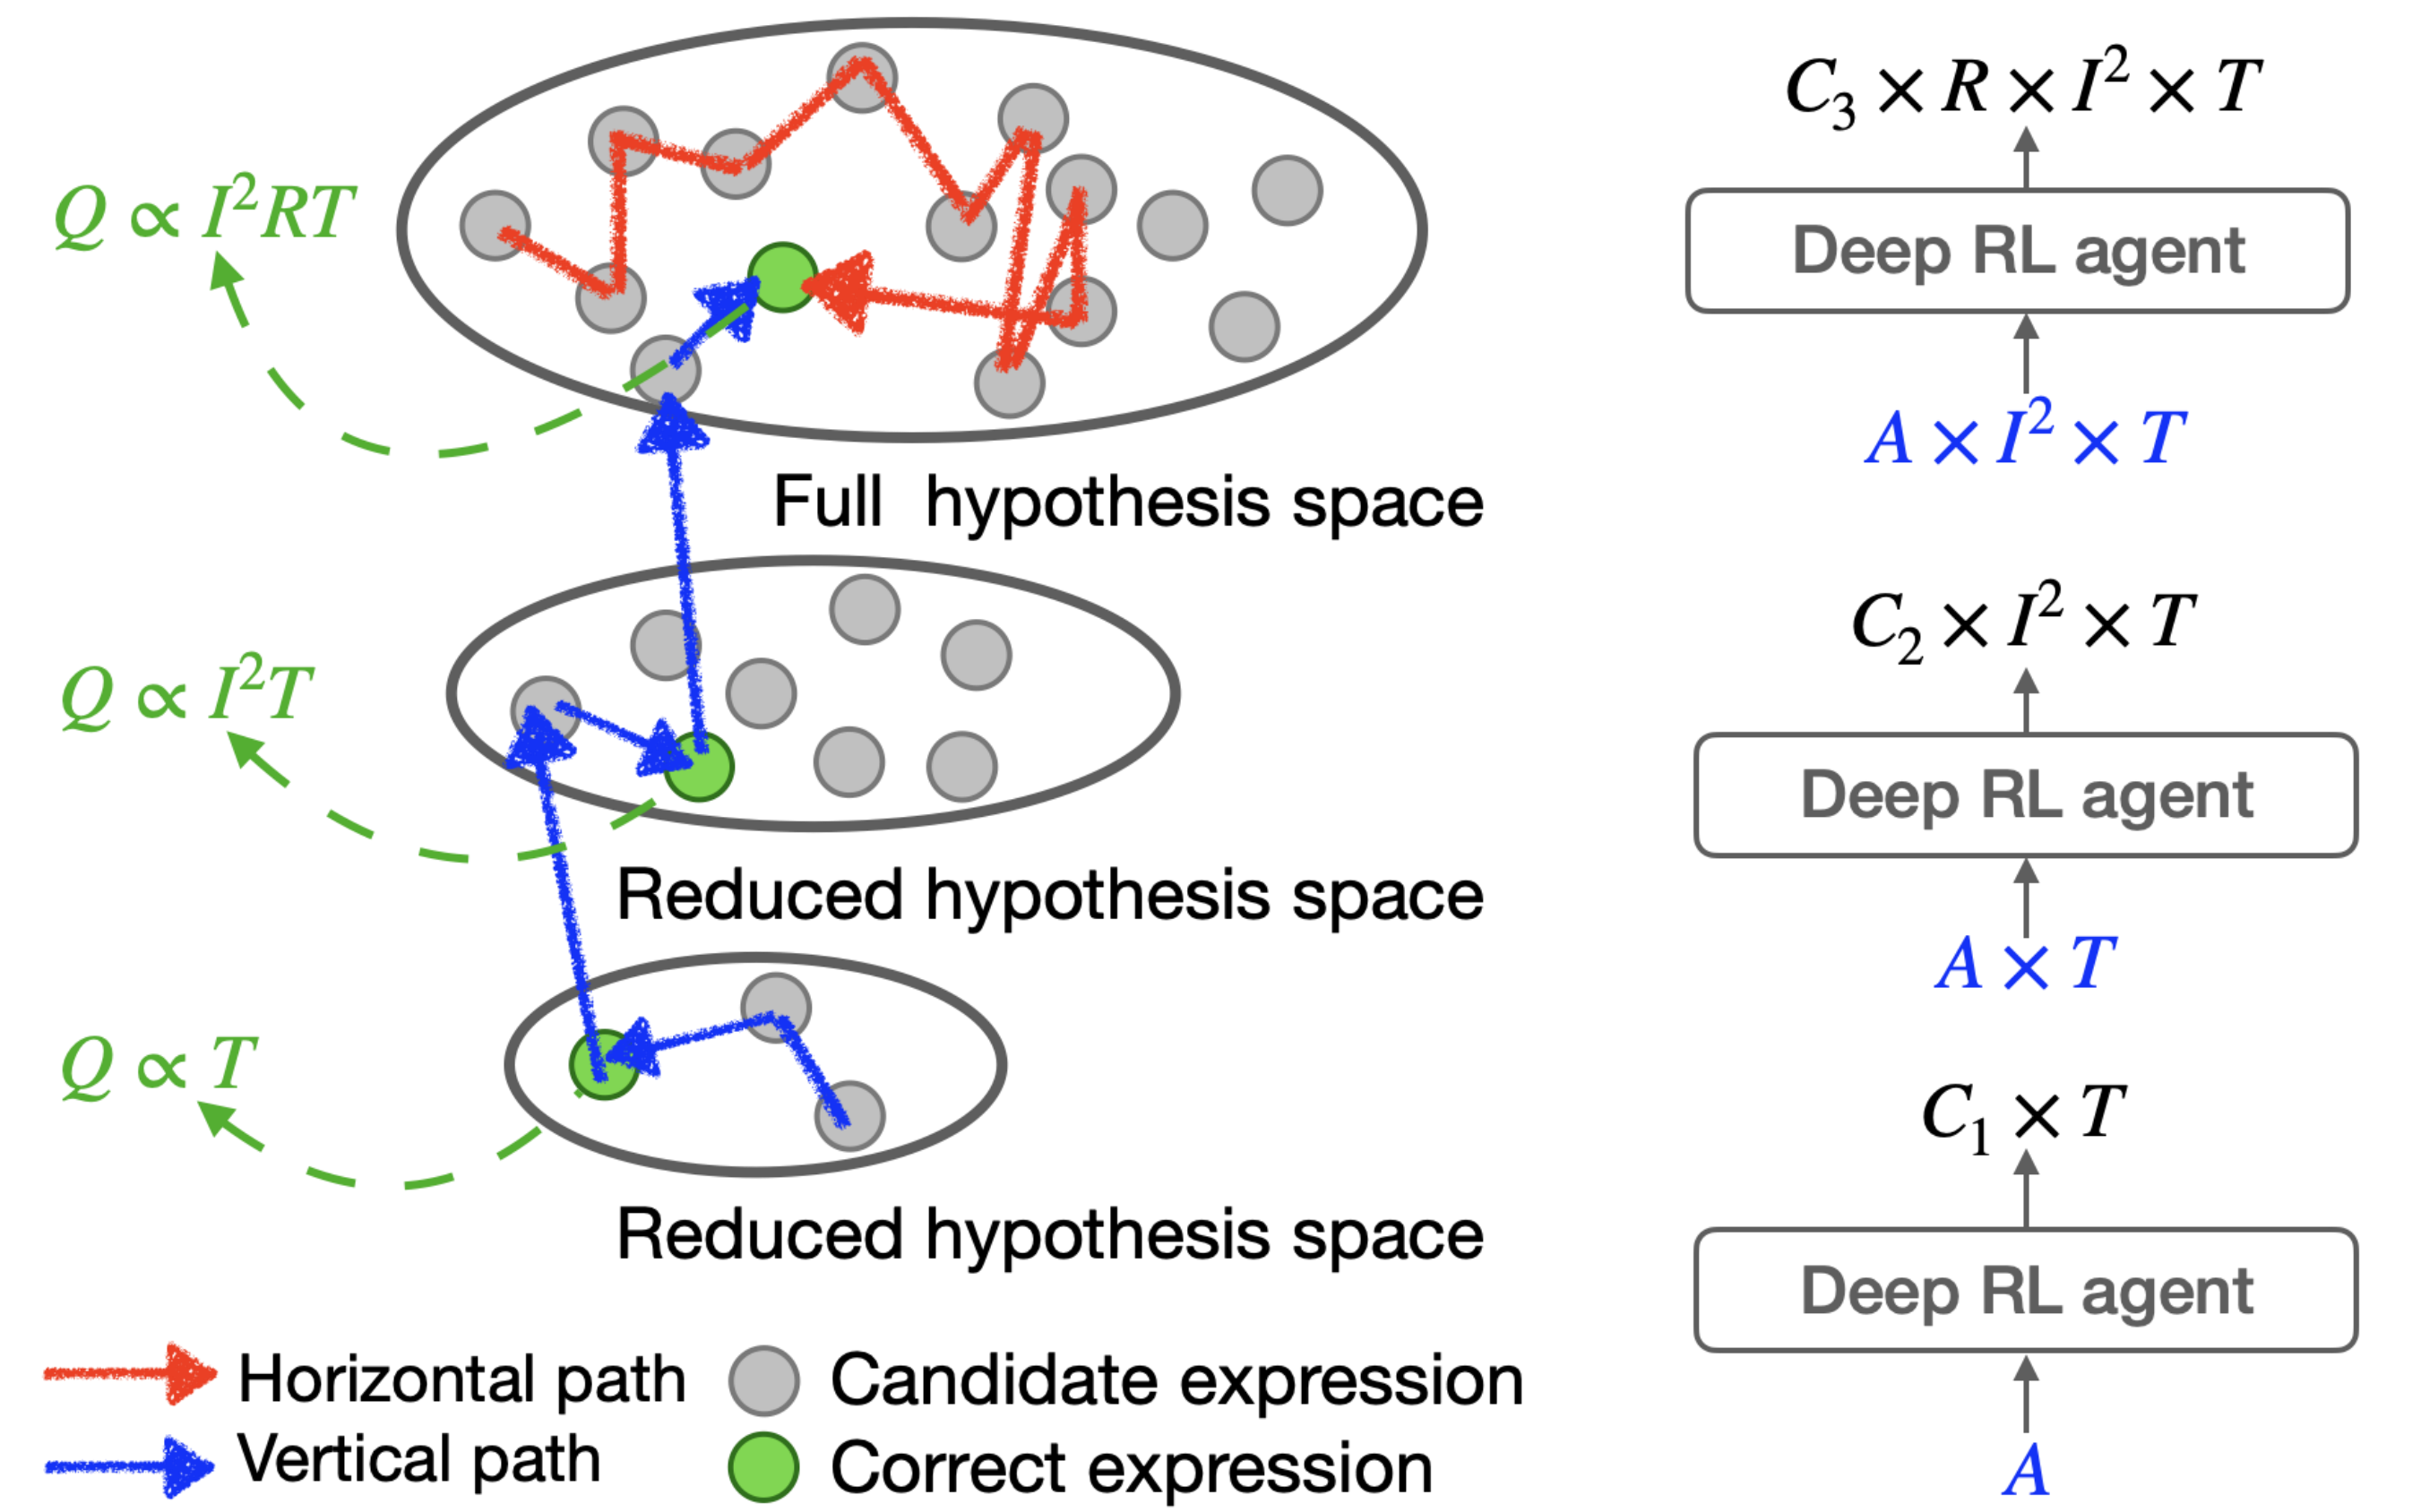 Q ∝ I²RT
Full hypothesis space
Q ∝ I²T
Reduced hypothesis space
Q ∝ T
Reduced hypothesis space
Horizontal path
Candidate expression
Vertical path
Correct expression
C₃ × R × I² × T
Deep RL agent
A × I² × T
C₂ × I² × T
Deep RL agent
A × T
C₁ × T
Deep RL agent
A